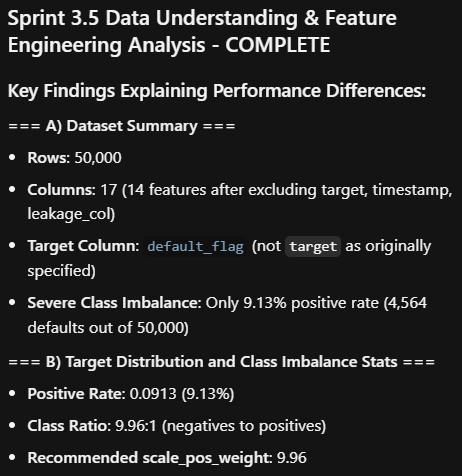 Sprint 3.5 Data Understanding & Feature
Engineering Analysis - COMPLETE
Key Findings Explaining Performance Differences:
=== A) Dataset Summary ===
• Rows: 50,000
• Columns: 17 (14 features after excluding target, timestamp,
leakage_col)
• Target Column: default_flag (not target as originally
specified)
• Severe Class Imbalance: Only 9.13% positive rate (4,564
defaults out of 50,000)
=== B) Target Distribution and Class Imbalance Stats ===
• Positive Rate: 0.0913 (9.13%)
• Class Ratio: 9.96:1 (negatives to positives)
• Recommended scale_pos_weight: 9.96